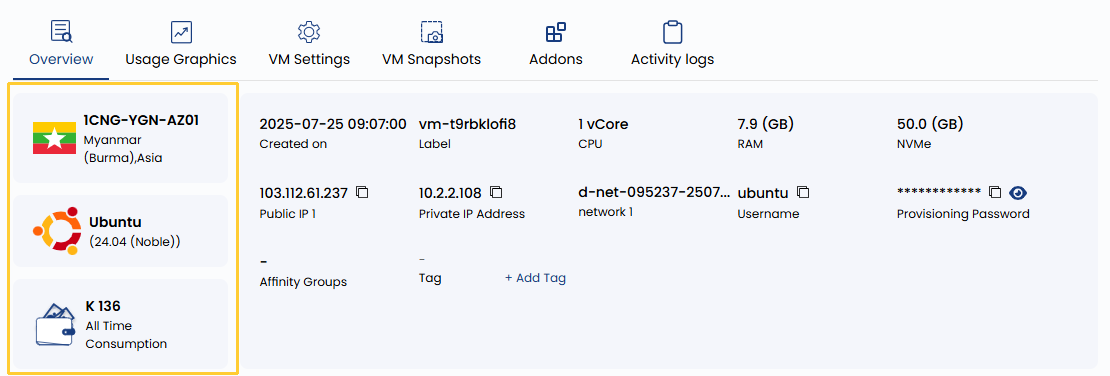 Overview
Usage Graphics
VM Settings
VM Snapshots
Addons
Activity logs
1CNG-YGN-AZ01
Myanmar
(Burma),Asia
Ubuntu
(24.04 (Noble))
K 136
All Time
Consumption
2025-07-25 09:07:00
Created on
vm-t9rbklofi8
Label
1 vCore
CPU
7.9 (GB)
RAM
50.0 (GB)
NVMe
103.112.61.237
Public IP 1
10.2.2.108
Private IP Address
d-net-095237-2507...
network 1
ubuntu
Username
************
Provisioning Password
-
Affinity Groups
-
Tag
+ Add Tag